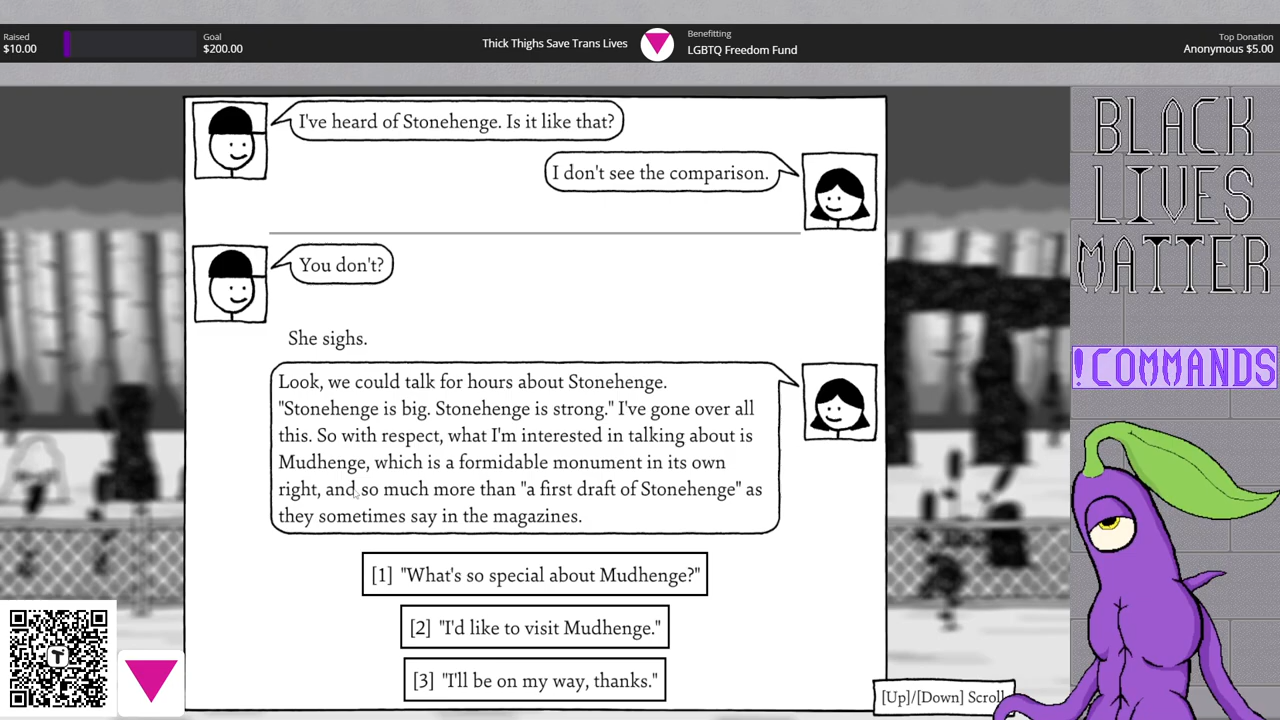 Raised
$10.00
Goal
$200.00
Thick Thighs Save Trans Lives
Benefitting
LGBTQ Freedom Fund
Top Donation
Anonymous $5.00
I've heard of Stonehenge. Is it like that?
I don't see the comparison.
You don't?
She sighs.
Look, we could talk for hours about Stonehenge.
"Stonehenge is big. Stonehenge is strong." I've gone over all
this. So with respect, what I'm interested in talking about is
Mudhenge, which is a formidable monument in its own
right, and so much more than "a first draft of Stonehenge" as
they sometimes say in the magazines.
[1] "What's so special about Mudhenge?"
[2] "I'd like to visit Mudhenge."
[3] "I'll be on my way, thanks."
[Up]/[Down] Scroll
BLACK
LIVES
MATTER
!COMMANDS